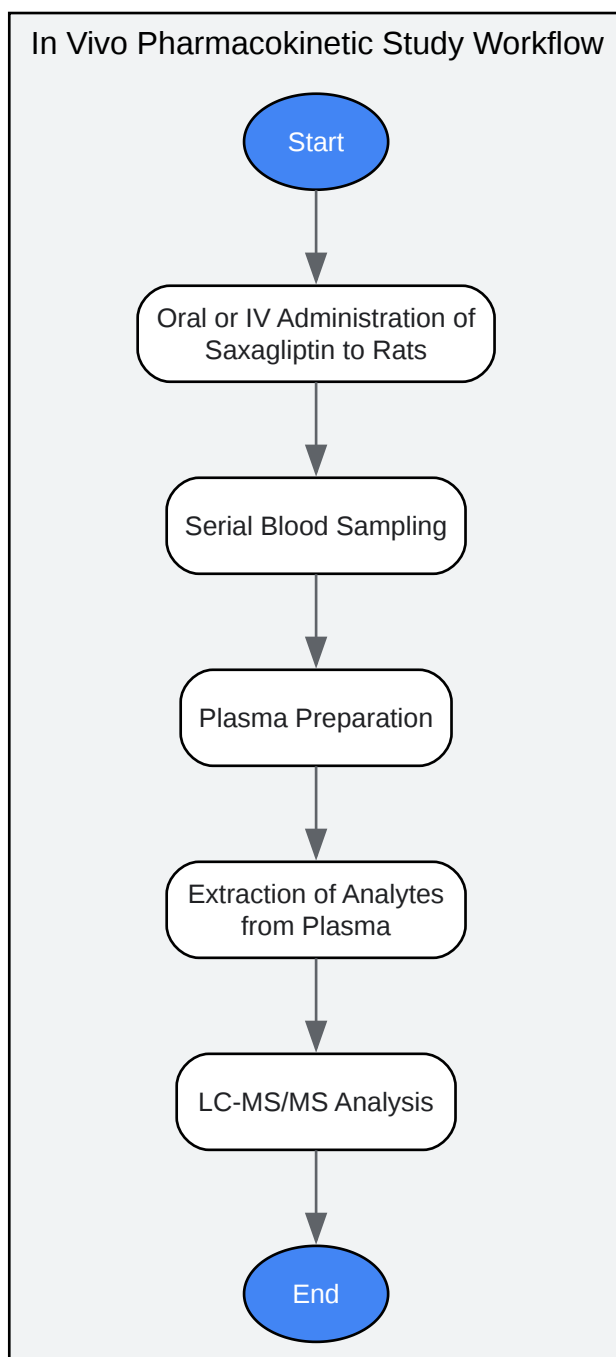 In Vivo Pharmacokinetic Study Workflow
Start
Oral or IV Administration of
Saxagliptin to Rats
Serial Blood Sampling
Plasma Preparation
Extraction of Analytes
from Plasma
LC-MS/MS Analysis
End